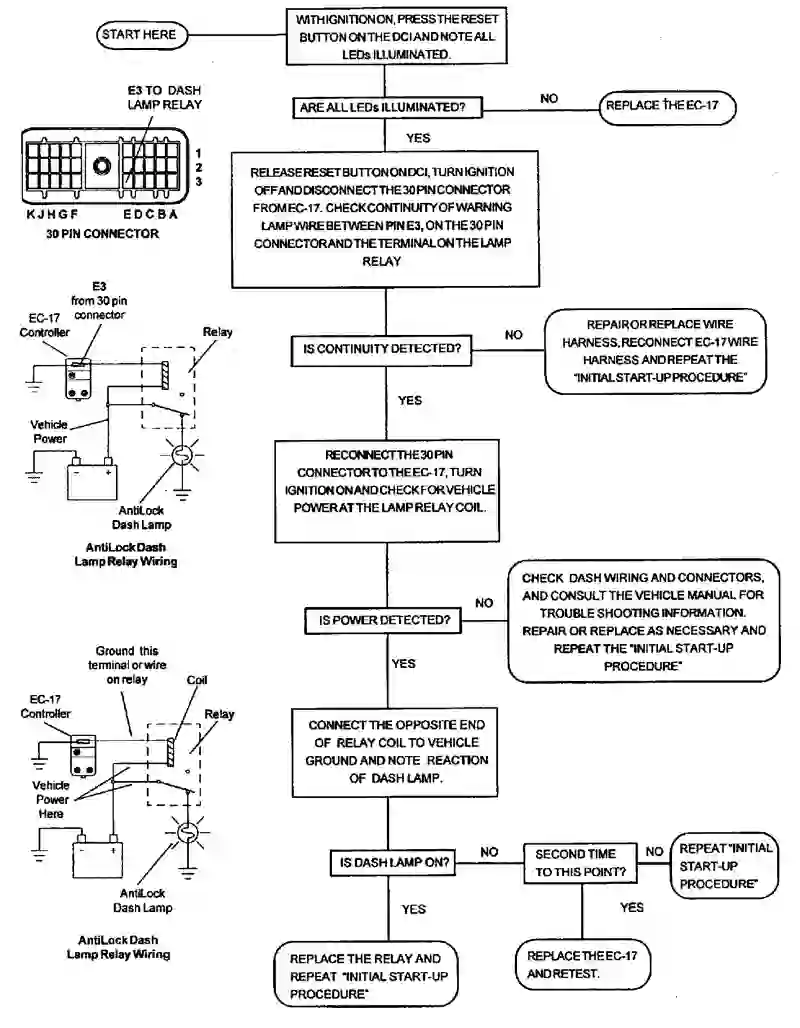 START HERE
WITH IGNITION ON, PRESS THE RESET
BUTTON ON THE DCI AND NOTE ALL
LEDs ILLUMINATED.
ARE ALL LEDs ILLUMINATED?
NO
REPLACE THE EC-17
YES
E3 TO DASH
LAMP RELAY
1
2
3
K J H G F
E D C B A
30 PIN CONNECTOR
RELEASE RESET BUTTON ON DCI, TURN IGNITION
OFF AND DISCONNECT THE 30 PIN CONNECTOR
FROM EC-17. CHECK CONTINUITY OF WARNING
LAMP WIRE BETWEEN PIN E3, ON THE 30 PIN
CONNECTOR AND THE TERMINAL ON THE LAMP
RELAY
IS CONTINUITY DETECTED?
NO
REPAIR OR REPLACE WIRE
HARNESS, RECONNECT EC-17 WIRE
HARNESS AND REPEAT THE
"INITIAL START-UP PROCEDURE"
YES
E3
from 30 pin
connector
EC-17
Controller
Relay
Vehicle
Power
- +
AntiLock
Dash Lamp
AntiLock Dash
Lamp Relay Wiring
RECONNECT THE 30 PIN
CONNECTOR TO THE EC-17, TURN
IGNITION ON AND CHECK FOR VEHICLE
POWER AT THE LAMP RELAY COIL.
IS POWER DETECTED?
NO
CHECK DASH WIRING AND CONNECTORS,
AND CONSULT THE VEHICLE MANUAL FOR
TROUBLE SHOOTING INFORMATION.
REPAIR OR REPLACE AS NECESSARY AND
REPEAT THE "INITIAL START-UP
PROCEDURE"
YES
Ground this
terminal or wire
on relay
Coil
EC-17
Controller
Relay
Vehicle
Power
Here
- +
AntiLock
Dash Lamp
AntiLock Dash
Lamp Relay Wiring
CONNECT THE OPPOSITE END
OF RELAY COIL TO VEHICLE
GROUND AND NOTE REACTION
OF DASH LAMP.
IS DASH LAMP ON?
NO
SECOND TIME
TO THIS POINT?
NO
REPEAT "INITIAL
START-UP
PROCEDURE"
YES
YES
REPLACE THE RELAY AND
REPEAT "INITIAL START-UP
PROCEDURE"
REPLACE THE EC-17
AND RETEST.